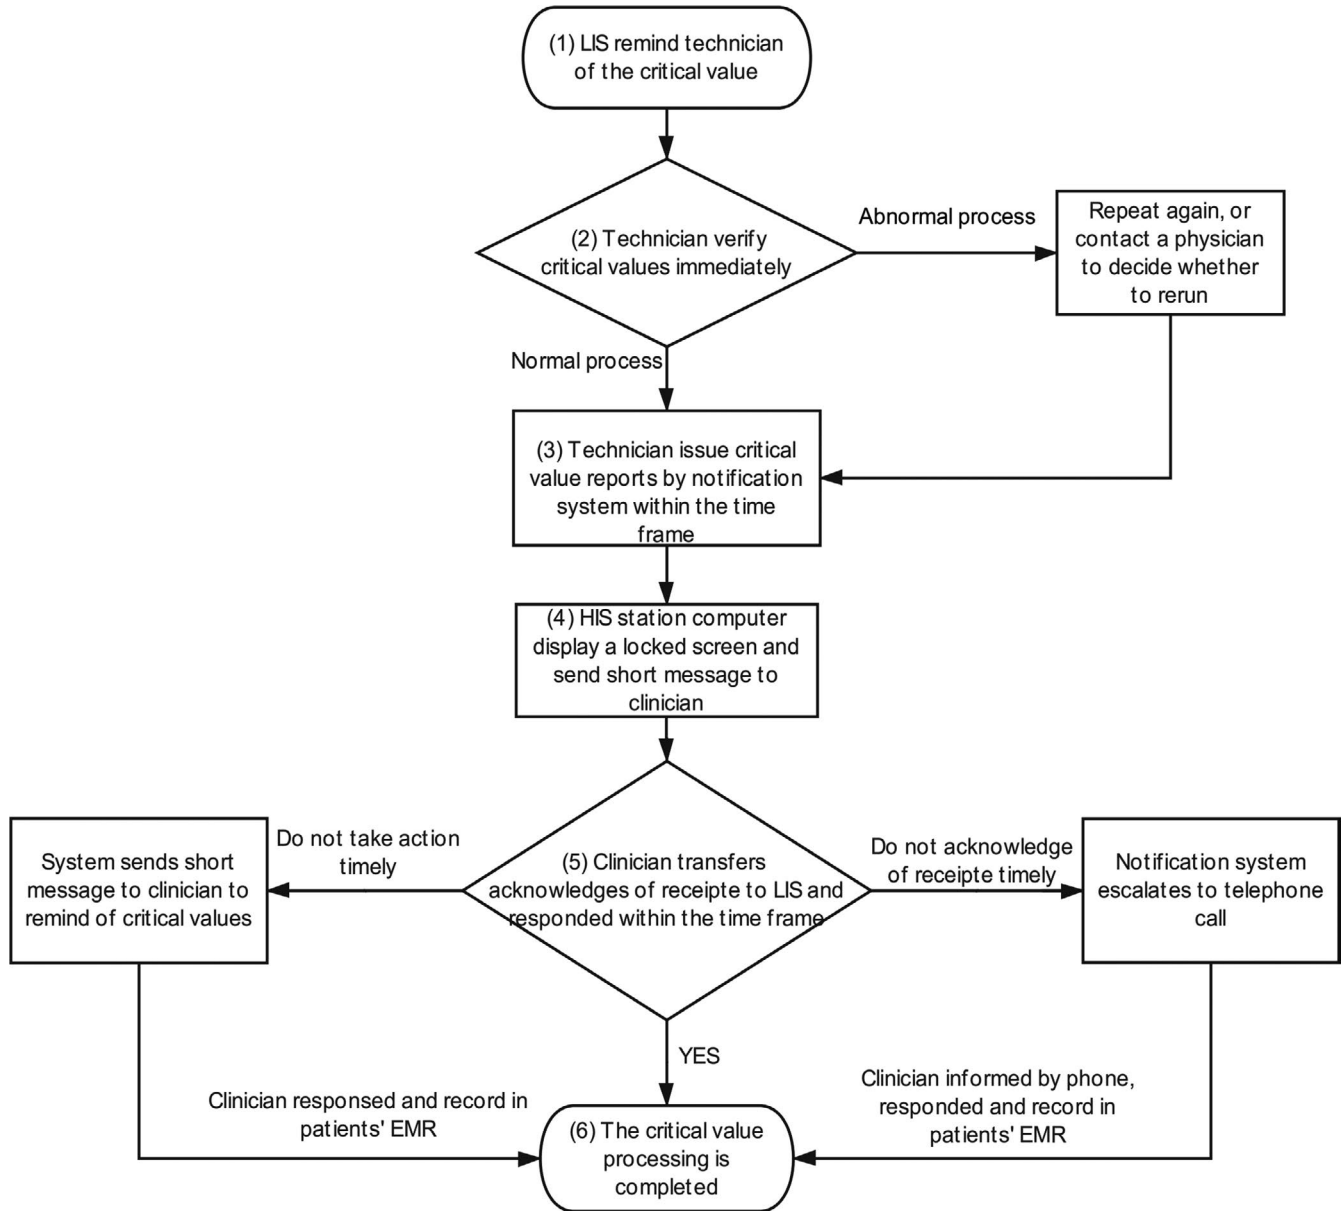 (1) LIS remind technician
of the critical value
Abnormal process
(2) Technician verify
critical values immediately
Repeat again, or
contact a physician
to decide whether
to rerun
Normal process
(3) Technician issue critical
value reports by notification
system within the time
frame
(4) HIS station computer
display a locked screen and
send short message to
clinician
Do not take action
timely
(5) Clinician transfers
acknowledges of receipte to LIS and
responded within the time frame
Do not acknowledge
of receipte timely
System sends short
message to clinician to
remind of critical values
Notification system
escalates to telephone
call
YES
Clinician responsed and record in
patients' EMR
Clinician informed by phone,
responded and record in
patients' EMR
(6) The critical value
processing is
completed